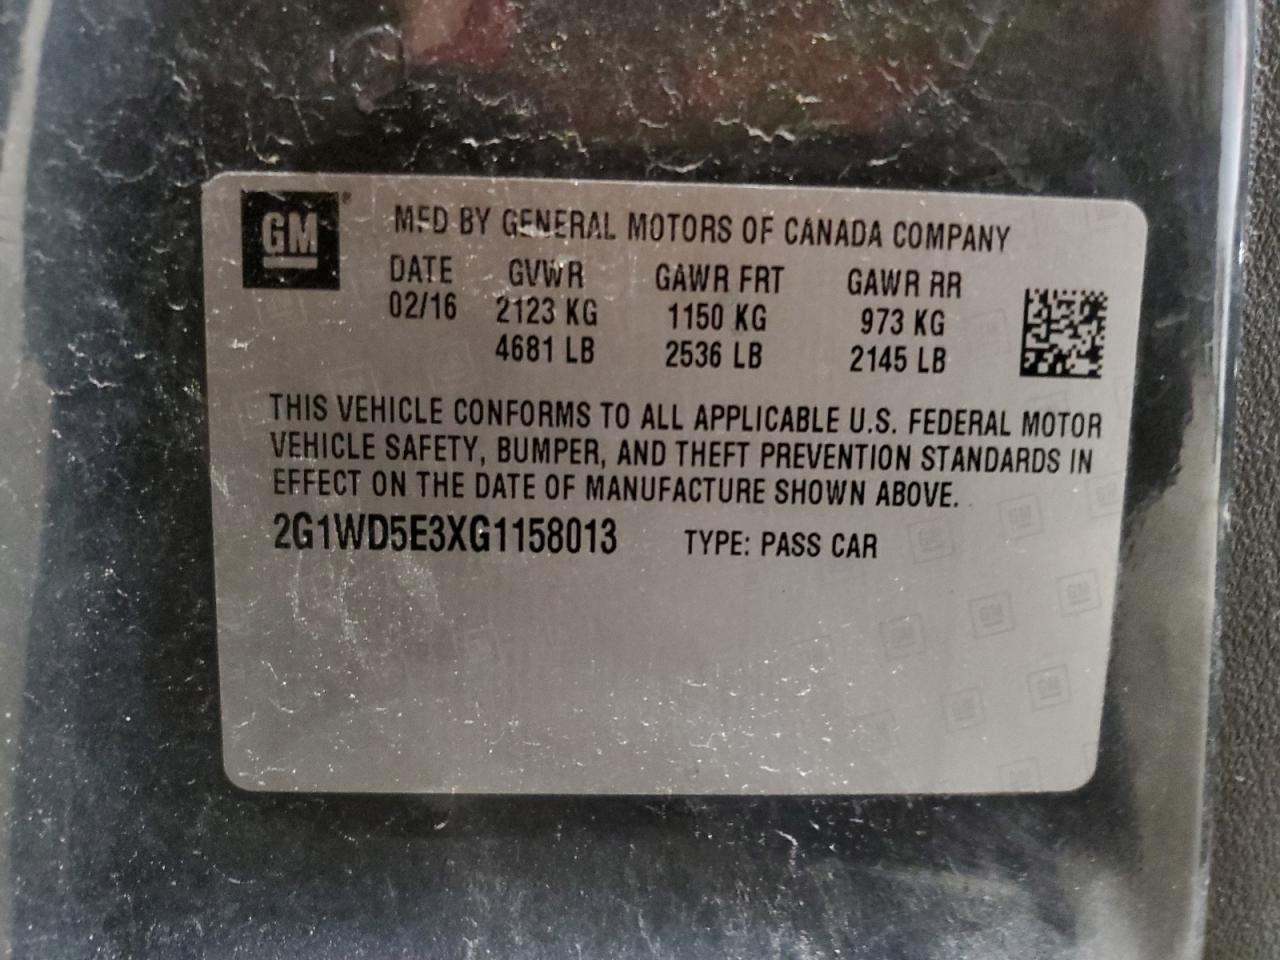 GM ® MFD BY GENERAL MOTORS OF CANADA COMPANY
DATE GVWR GAWR FRT GAWR RR
02/16 2123 KG 1150 KG 973 KG
4681 LB 2536 LB 2145 LB
THIS VEHICLE CONFORMS TO ALL APPLICABLE U.S. FEDERAL MOTOR
VEHICLE SAFETY, BUMPER, AND THEFT PREVENTION STANDARDS IN
EFFECT ON THE DATE OF MANUFACTURE SHOWN ABOVE.
2G1WD5E3XG1158013 TYPE: PASS CAR